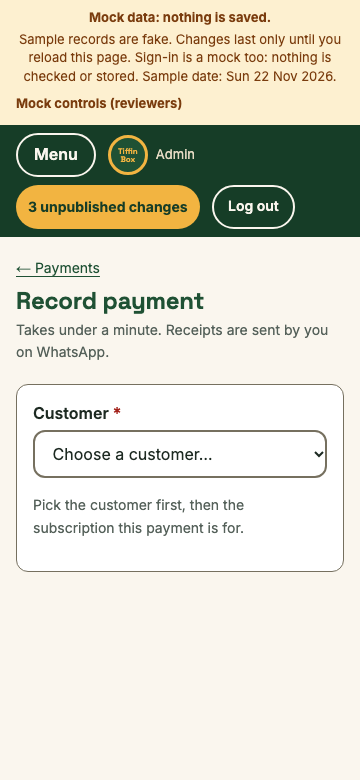 Mock data: nothing is saved.
Sample records are fake. Changes last only until you
reload this page. Sign-in is a mock too: nothing is
checked or stored. Sample date: Sun 22 Nov 2026.
Mock controls (reviewers)
Menu
Tiffin
Box
Admin
3 unpublished changes
Log out
← Payments
Record payment
Takes under a minute. Receipts are sent by you
on WhatsApp.
Customer *
Choose a customer...
Pick the customer first, then the
subscription this payment is for.